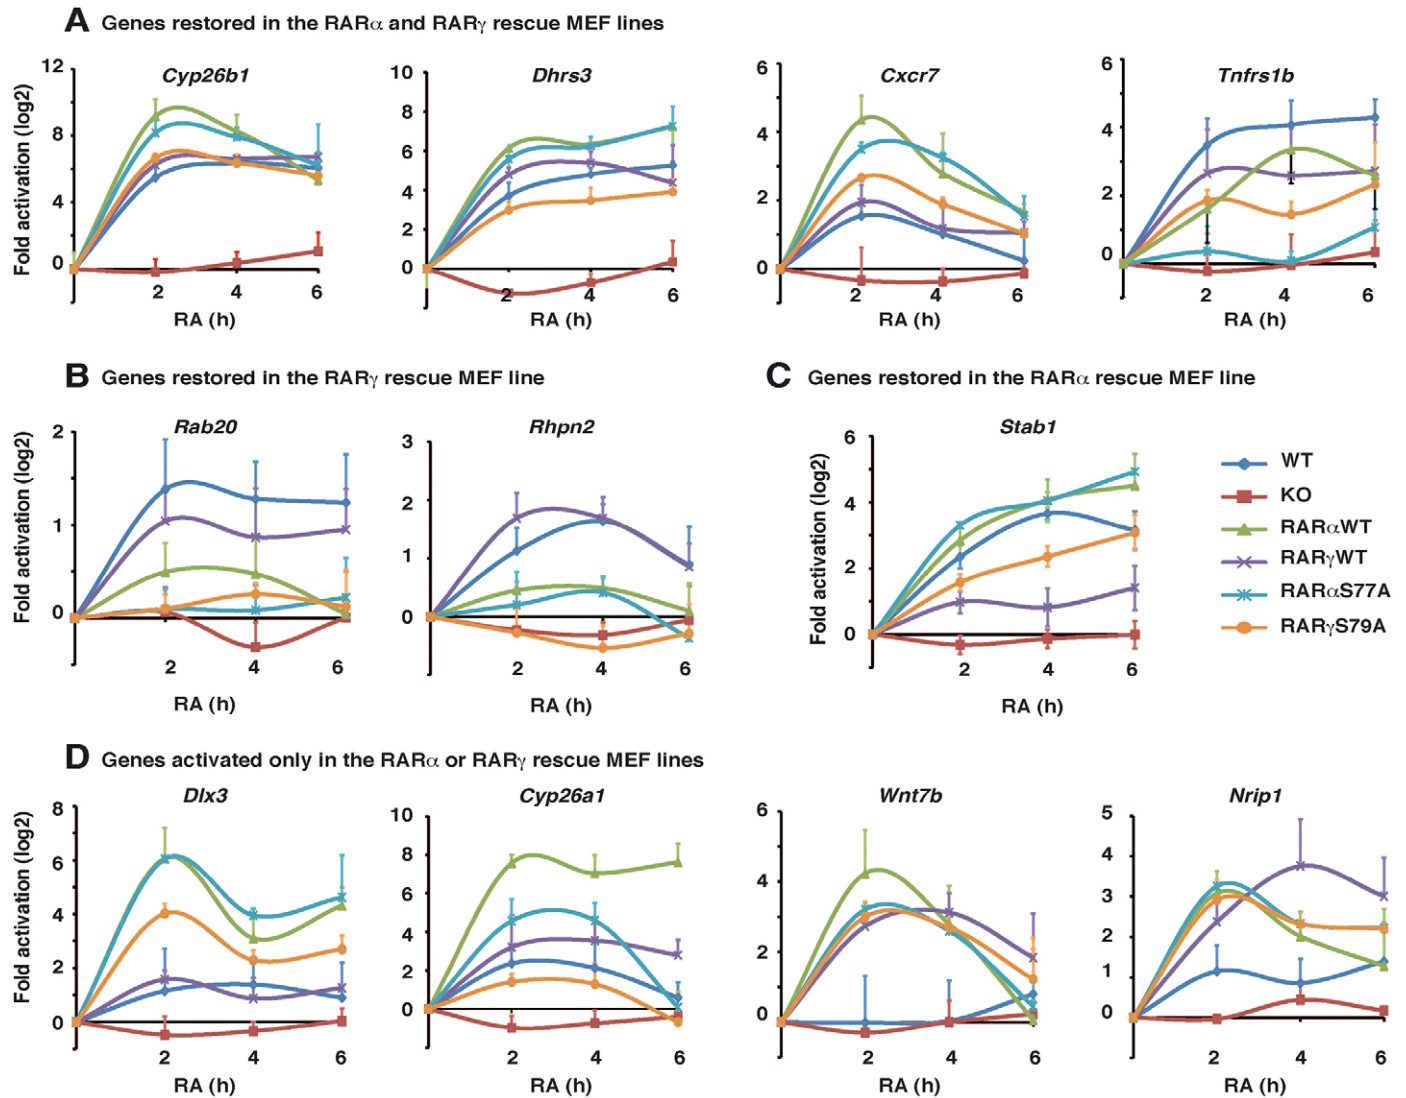 A Genes restored in the RARα and RARγ rescue MEF lines
Cyp26b1
Fold activation (log2)
12
8
4
0
2 4 6
RA (h)
Dhrs3
10
8
6
4
2
0
2 4 6
RA (h)
Cxcr7
6
4
2
0
2 4 6
RA (h)
Tnfrs1b
6
4
2
0
2 4 6
RA (h)
B Genes restored in the RARγ rescue MEF line
Rab20
Fold activation (log2)
2
1
0
2 4 6
RA (h)
Rhpn2
3
2
1
0
2 4 6
RA (h)
C Genes restored in the RARα rescue MEF line
Stab1
Fold activation (log2)
6
4
2
0
2 4 6
RA (h)
WT
KO
RARαWT
RARγWT
RARαS77A
RARγS79A
D Genes activated only in the RARα or RARγ rescue MEF lines
Dlx3
Fold activation (log2)
8
6
4
2
0
2 4 6
RA (h)
Cyp26a1
10
8
6
4
2
0
2 4 6
RA (h)
Wnt7b
6
4
2
0
2 4 6
RA (h)
Nrip1
5
4
3
2
1
0
2 4 6
RA (h)